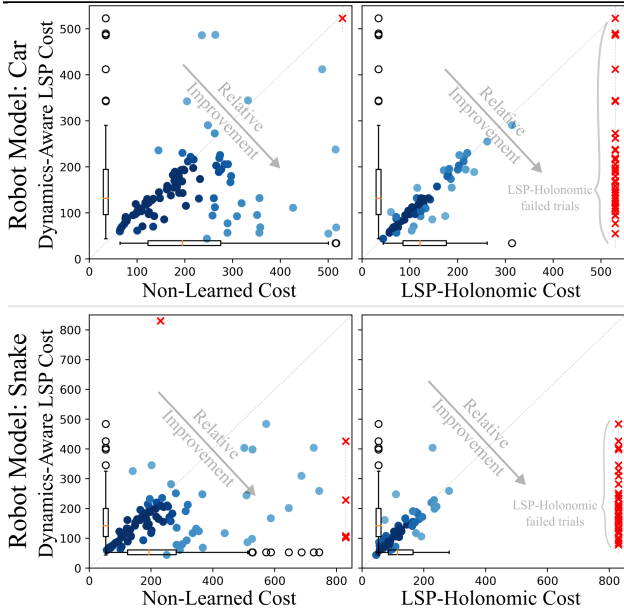 Robot Model: Car
Dynamics-Aware LSP Cost
500
400
300
200
100
0
Relative
Improvement
0 100 200 300 400 500
Non-Learned Cost
Relative
Improvement
LSP-Holonomic
failed trials
0 100 200 300 400 500
LSP-Holonomic Cost
Robot Model: Snake
Dynamics-Aware LSP Cost
800
700
600
500
400
300
200
100
0
Relative
Improvement
0 200 400 600 800
Non-Learned Cost
Relative
Improvement
LSP-Holonomic
failed trials
0 200 400 600 800
LSP-Holonomic Cost